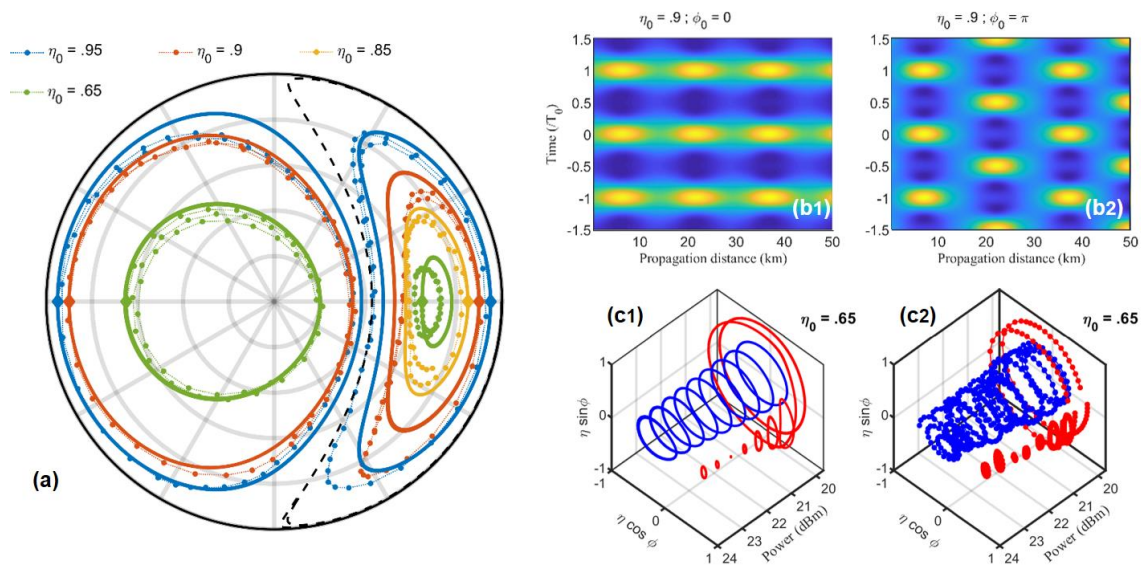 η₀ = .95
η₀ = .9
η₀ = .85
η₀ = .65
(a)
η₀ = .9 ; ϕ₀ = 0
1.5
1
0.5
0
-0.5
-1
-1.5
Time (/T₀)
10
20
30
40
50
Propagation distance (km)
(b1)
η₀ = .9 ; ϕ₀ = π
1.5
1
0.5
0
-0.5
-1
-1.5
10
20
30
40
50
Propagation distance (km)
(b2)
(c1)
η₀ = .65
1
0
-1
η sinϕ
-1
0
1
η cos ϕ
24
23
22
21
20
Power (dBm)
(c2)
η₀ = .65
1
0
-1
η sinϕ
-1
0
1
η cos ϕ
24
23
22
21
20
Power (dBm)